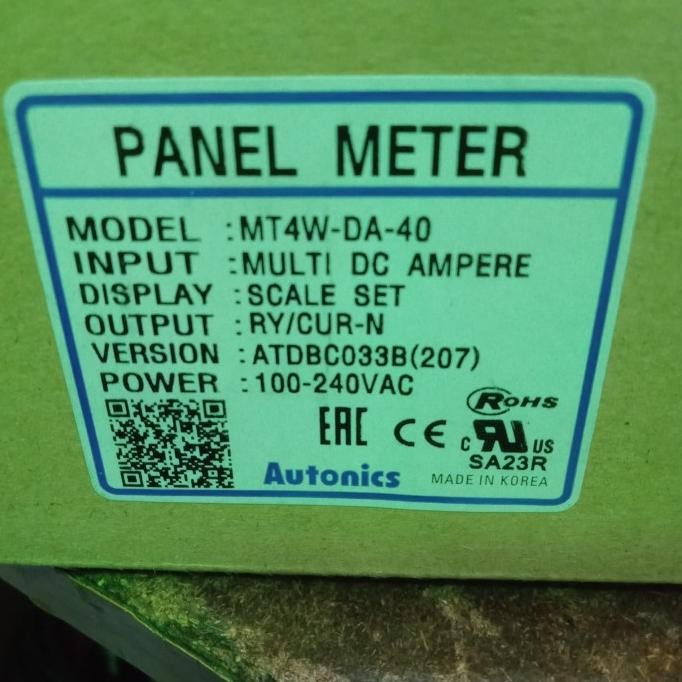 PANEL METER
MODEL :MT4W-DA-40
INPUT :MULTI DC AMPERE
DISPLAY :SCALE SET
OUTPUT :RY/CUR-N
VERSION :ATDBC033B(207)
POWER :100-240VAC
RoHS
EAC CE c RU US
SA23R
Autonics MADE IN KOREA